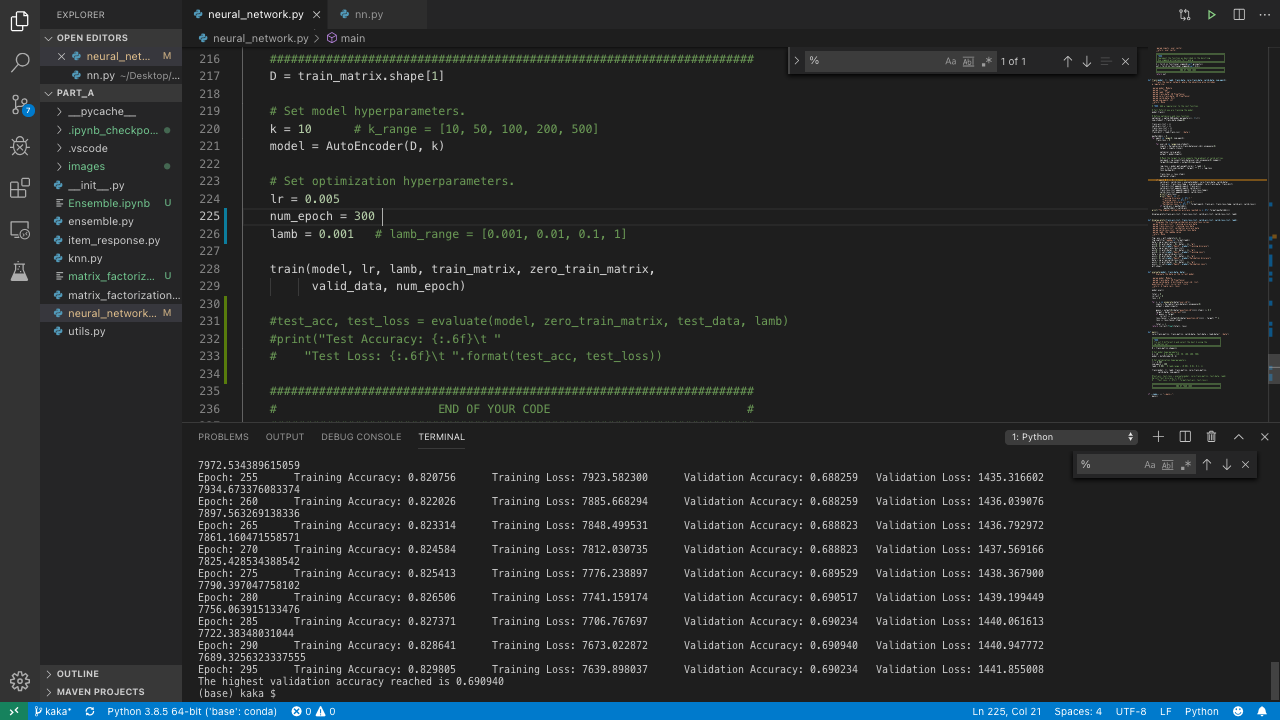 EXPLORER
neural_network.py
nn.py
OPEN EDITORS
neural_net... M
nn.py ~/Desktop/...
PART_A
__pycache__
.ipynb_checkpo...
.vscode
images
__init__.py
Ensemble.ipynb U
ensemble.py
item_response.py
knn.py
matrix_factoriz... U
matrix_factorization...
neural_network... M
utils.py
OUTLINE
MAVEN PROJECTS
7
neural_network.py > main
%
Aa Abl .*
1 of 1
216 #####################################################################
217 D = train_matrix.shape[1]
218
219 # Set model hyperparameters.
220 k = 10      # k_range = [10, 50, 100, 200, 500]
221 model = AutoEncoder(D, k)
222
223 # Set optimization hyperparameters.
224 lr = 0.005
225 num_epoch = 300
226 lamb = 0.001   # lamb_range = [0.001, 0.01, 0.1, 1]
227
228 train(model, lr, lamb, train_matrix, zero_train_matrix,
229       valid_data, num_epoch)
230
231 #test_acc, test_loss = evaluate(model, zero_train_matrix, test_data, lamb)
232 #print("Test Accuracy: {:.6f}\t "
233 #    "Test Loss: {:.6f}\t ".format(test_acc, test_loss))
234
235 #####################################################################
236 #                       END OF YOUR CODE                            #
PROBLEMS OUTPUT DEBUG CONSOLE TERMINAL
1: Python
%
Aa Abl .*
7972.534389615059
Epoch: 255 Training Accuracy: 0.820756 Training Loss: 7923.582300 Validation Accuracy: 0.688259 Validation Loss: 1435.316602
7934.673376083374
Epoch: 260 Training Accuracy: 0.822026 Training Loss: 7885.668294 Validation Accuracy: 0.688259 Validation Loss: 1436.039076
7897.563269138336
Epoch: 265 Training Accuracy: 0.823314 Training Loss: 7848.499531 Validation Accuracy: 0.688823 Validation Loss: 1436.792972
7861.160471558571
Epoch: 270 Training Accuracy: 0.824584 Training Loss: 7812.030735 Validation Accuracy: 0.688823 Validation Loss: 1437.569166
7825.428534388542
Epoch: 275 Training Accuracy: 0.825413 Training Loss: 7776.238897 Validation Accuracy: 0.689529 Validation Loss: 1438.367900
7790.397047758102
Epoch: 280 Training Accuracy: 0.826506 Training Loss: 7741.159174 Validation Accuracy: 0.690517 Validation Loss: 1439.199449
7756.063915133476
Epoch: 285 Training Accuracy: 0.827371 Training Loss: 7706.767697 Validation Accuracy: 0.690234 Validation Loss: 1440.061613
7722.38348031044
Epoch: 290 Training Accuracy: 0.828641 Training Loss: 7673.022872 Validation Accuracy: 0.690940 Validation Loss: 1440.947772
7689.3256323337555
Epoch: 295 Training Accuracy: 0.829805 Training Loss: 7639.898037 Validation Accuracy: 0.690234 Validation Loss: 1441.855008
The highest validation accuracy reached is 0.690940
(base) kaka $
kaka* Python 3.8.5 64-bit ('base': conda) 0 0 Ln 225, Col 21 Spaces: 4 UTF-8 LF Python